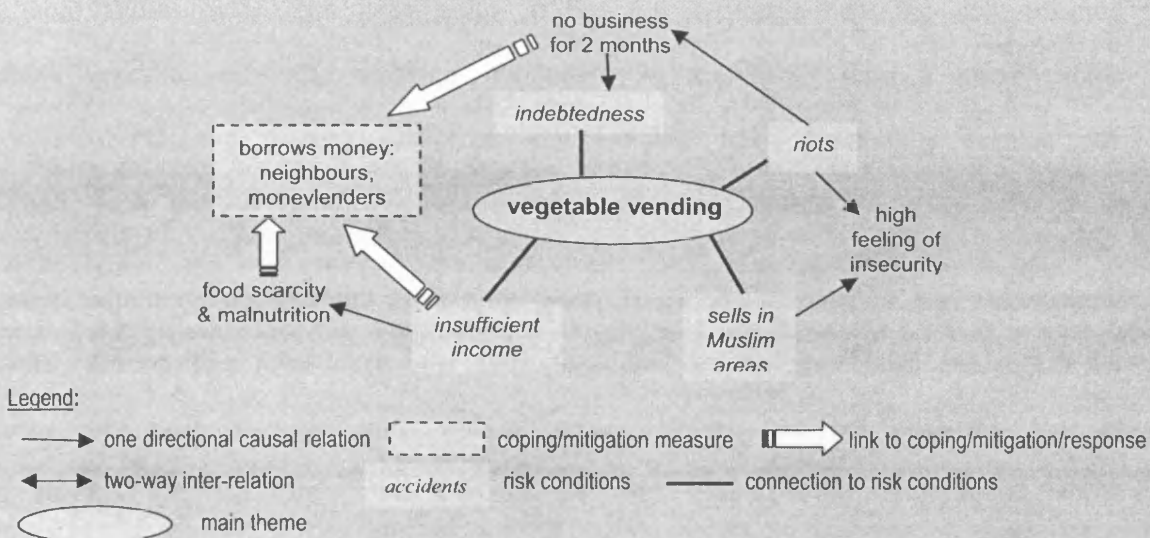 no business
for 2 months
indebtedness
riots
borrows money:
neighbours,
moneylenders
vegetable vending
high
feeling of
insecurity
food scarcity
& malnutrition
insufficient
income
sells in
Muslim
areas
Legend:
one directional causal relation
coping/mitigation measure
link to coping/mitigation/response
two-way inter-relation
accidents
risk conditions
connection to risk conditions
main theme